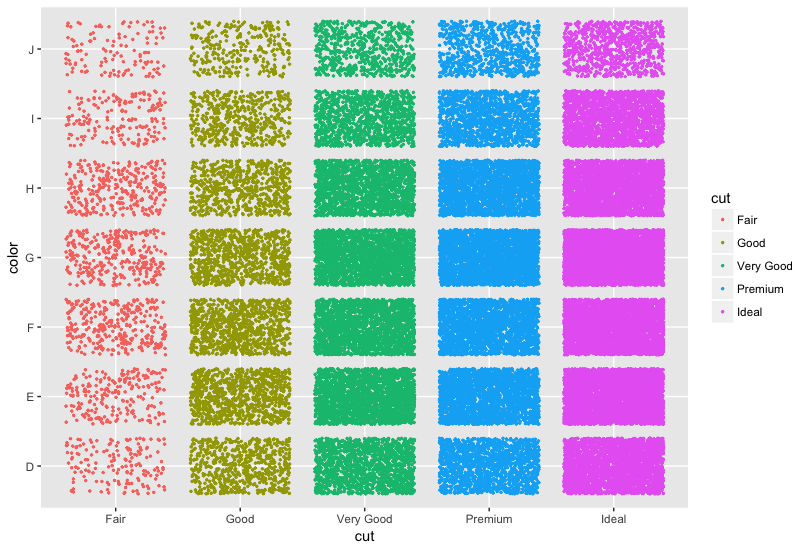 color
J
I
H
G
F
E
D
Fair Good Very Good Premium Ideal
cut
cut
Fair
Good
Very Good
Premium
Ideal